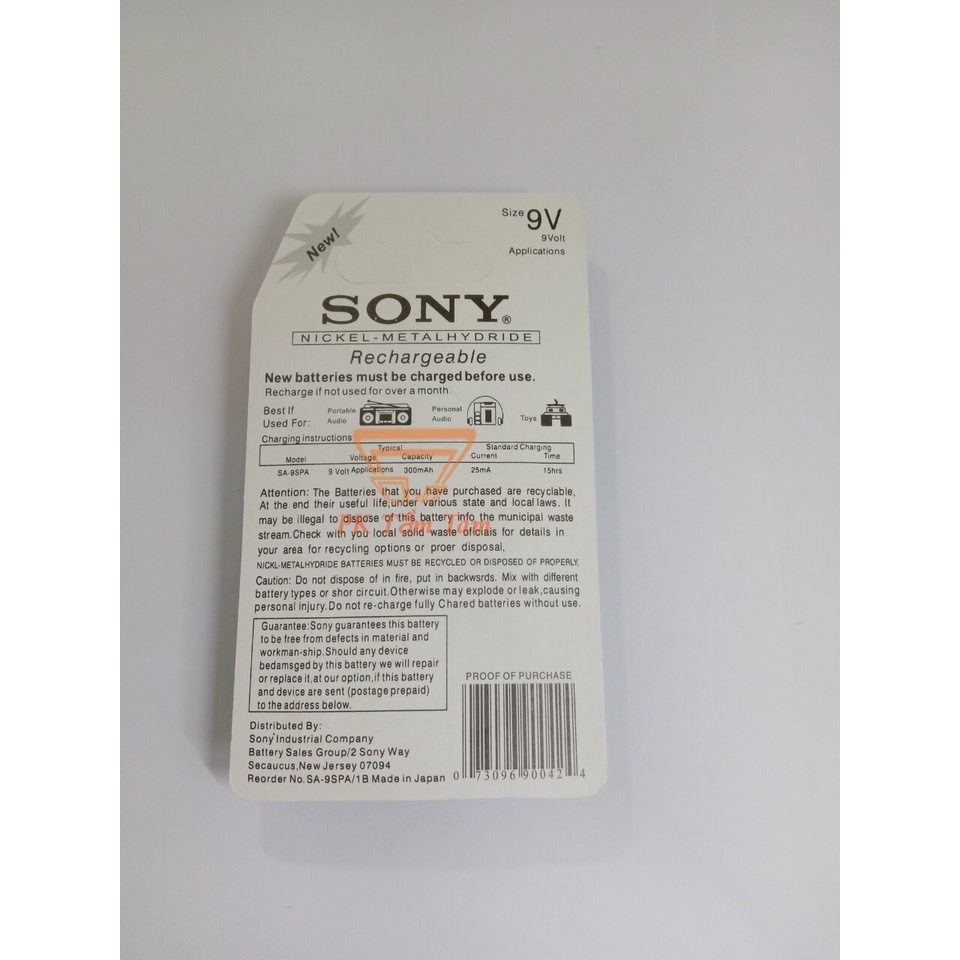 New!
Size 9V
9Volt
Applications
SONY®
NICKEL-METALHYDRIDE
Rechargeable
New batteries must be charged before use.
Recharge if not used for over a month.
Best If
Used For:
Portable
Audio
Personal
Audio
Toys
Charging instructions
Model
Typical
Voltage Capacity
Standard Charging
Current Time
SA-9SPA 9 Volt Applications 300mAh 25mA 15hrs
Attention: The Batteries that you have purchased are recyclable,
At the end their useful life,under various state and local laws. It
may be illegal to dispose of this battery info the municipal waste
stream.Check with you local solid waste oficials for details in
your area for recycling options or proer disposal,
NICKL-METALHYDRIDE BATTERIES MUST BE RECYCLED OR DISPOSED OF PROPERLY.
Caution: Do not dispose of in fire, put in backwsrds. Mix with different
battery types or shor circuit.Otherwise may explode or leak,causing
personal injury.Do not re-charge fully Chared batteries without use.
Guarantee:Sony guarantees this battery
to be free from defects in material and
workman-ship.Should any device
bedamsged by this battery we will repair
or replace it,at our option,if this battery
and device are sent (postage prepaid)
to the address below.
PROOF OF PURCHASE
Distributed By:
Sony Industrial Company
Battery Sales Group/2 Sony Way
Secaucus,New Jersey 07094
Reorder No.SA-9SPA/1B Made in Japan
0 73096 90042 4
PK Tâm Tâm